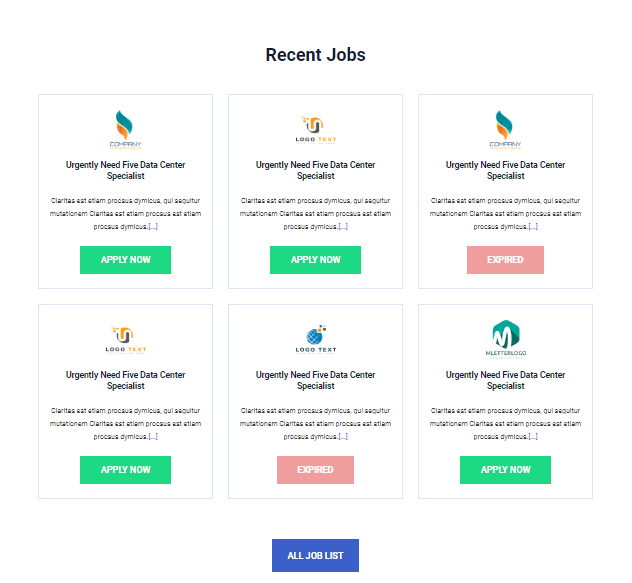 Recent Jobs
COMPANY
Urgently Need Five Data Center
Specialist
Claritas est etiam procsus dymicus, qui sequitur
mutationem Claritas est etiam procsus est etiam
procsus dymicus.[...]
APPLY NOW
LOGO TEXT
Urgently Need Five Data Center
Specialist
Claritas est etiam procsus dymicus, qui sequitur
mutationem Claritas est etiam procsus est etiam
procsus dymicus.[...]
APPLY NOW
COMPANY
Urgently Need Five Data Center
Specialist
Claritas est etiam procsus dymicus, qui sequitur
mutationem Claritas est etiam procsus est etiam
procsus dymicus.[...]
EXPIRED
LOGO TEXT
Urgently Need Five Data Center
Specialist
Claritas est etiam procsus dymicus, qui sequitur
mutationem Claritas est etiam procsus est etiam
procsus dymicus.[...]
APPLY NOW
LOGO TEXT
Urgently Need Five Data Center
Specialist
Claritas est etiam procsus dymicus, qui sequitur
mutationem Claritas est etiam procsus est etiam
procsus dymicus.[...]
EXPIRED
MLETTERLOGO
Urgently Need Five Data Center
Specialist
Claritas est etiam procsus dymicus, qui sequitur
mutationem Claritas est etiam procsus est etiam
procsus dymicus.[...]
APPLY NOW
ALL JOB LIST